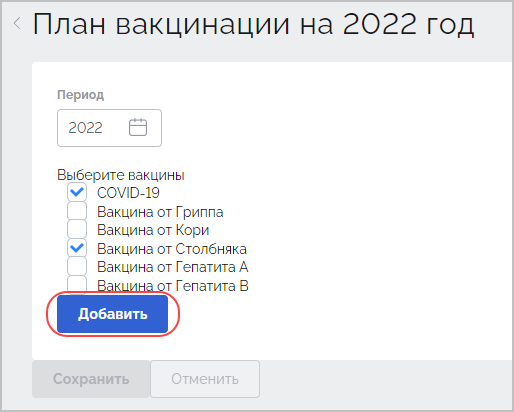 План вакцинации на 2022 год
Период
2022
Выберите вакцины
COVID-19
Вакцина от Гриппа
Вакцина от Кори
Вакцина от Столбняка
Вакцина от Гепатита А
Вакцина от Гепатита В
Добавить
Сохранить
Отменить